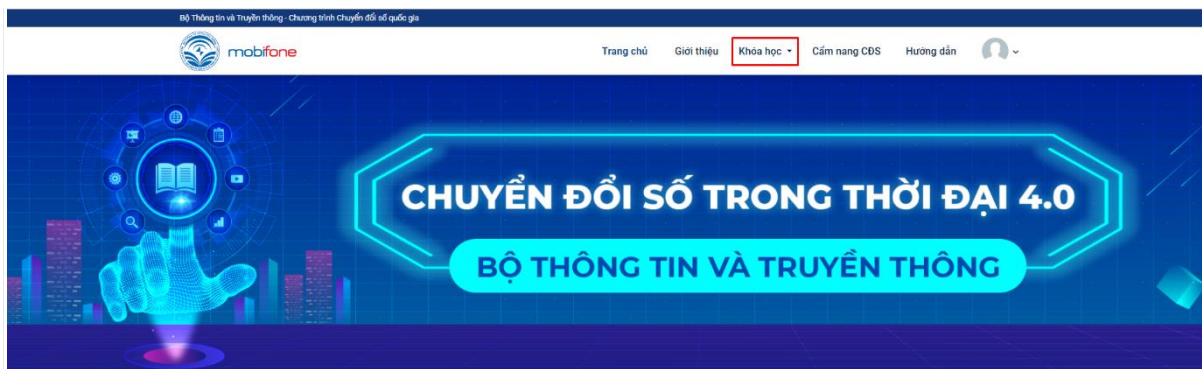 Bộ Thông tin và Truyền thông - Chương trình Chuyển đổi số quốc gia
mobifone
Trang chủ Giới thiệu Khóa học Cẩm nang CĐS Hướng dẫn
CHUYỂN ĐỔI SỐ TRONG THỜI ĐẠI 4.0
BỘ THÔNG TIN VÀ TRUYỀN THÔNG